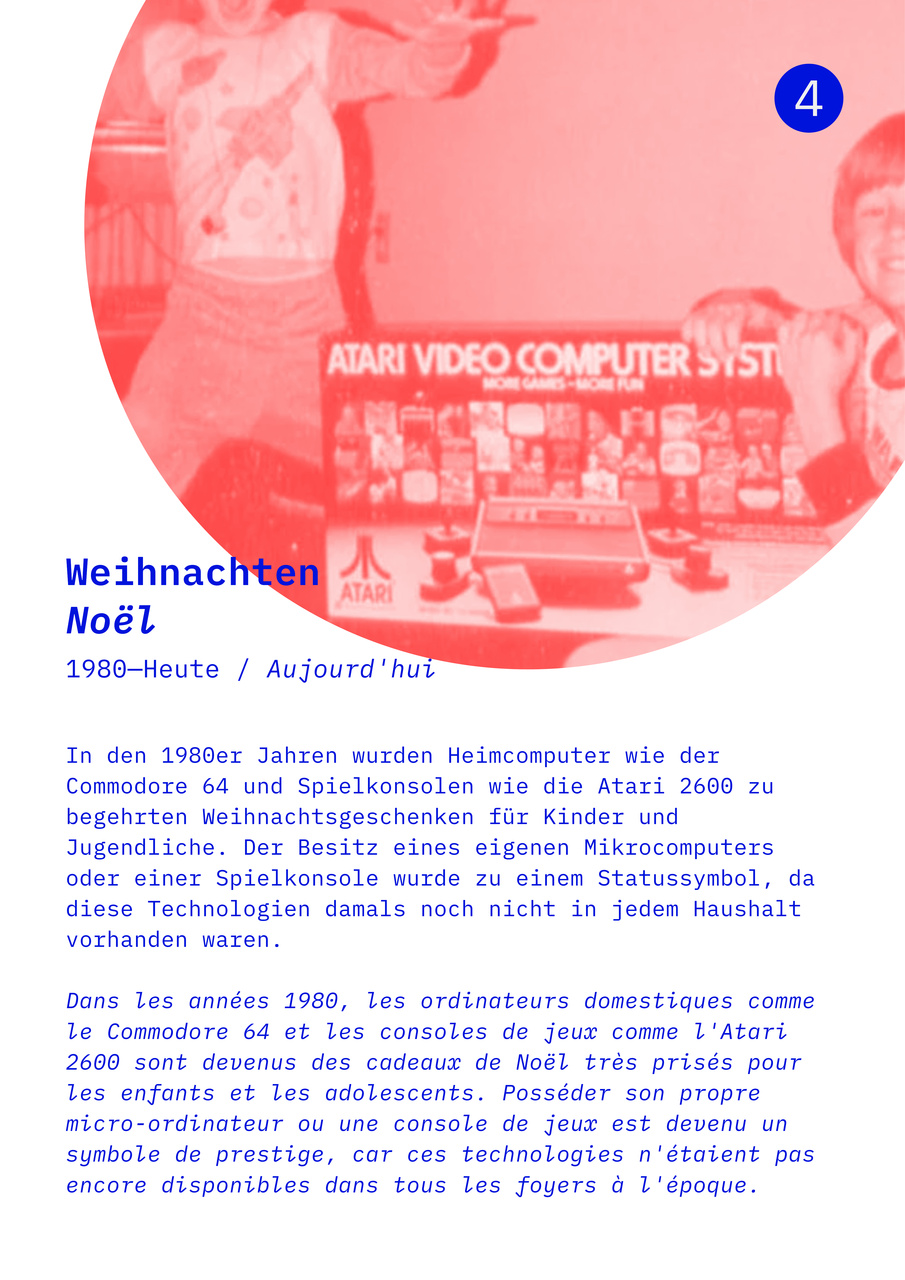 4
ATARI VIDEO COMPUTER SYST
MORE GAMES - MORE FUN
ATARI
Weihnachten
Noël
1980—Heute / Aujourd'hui
In den 1980er Jahren wurden Heimcomputer wie der
Commodore 64 und Spielkonsolen wie die Atari 2600 zu
begehrten Weihnachtsgeschenken für Kinder und
Jugendliche. Der Besitz eines eigenen Mikrocomputers
oder einer Spielkonsole wurde zu einem Statussymbol, da
diese Technologien damals noch nicht in jedem Haushalt
vorhanden waren.
Dans les années 1980, les ordinateurs domestiques comme
le Commodore 64 et les consoles de jeux comme l'Atari
2600 sont devenus des cadeaux de Noël très prisés pour
les enfants et les adolescents. Posséder son propre
micro-ordinateur ou une console de jeux est devenu un
symbole de prestige, car ces technologies n'étaient pas
encore disponibles dans tous les foyers à l'époque.